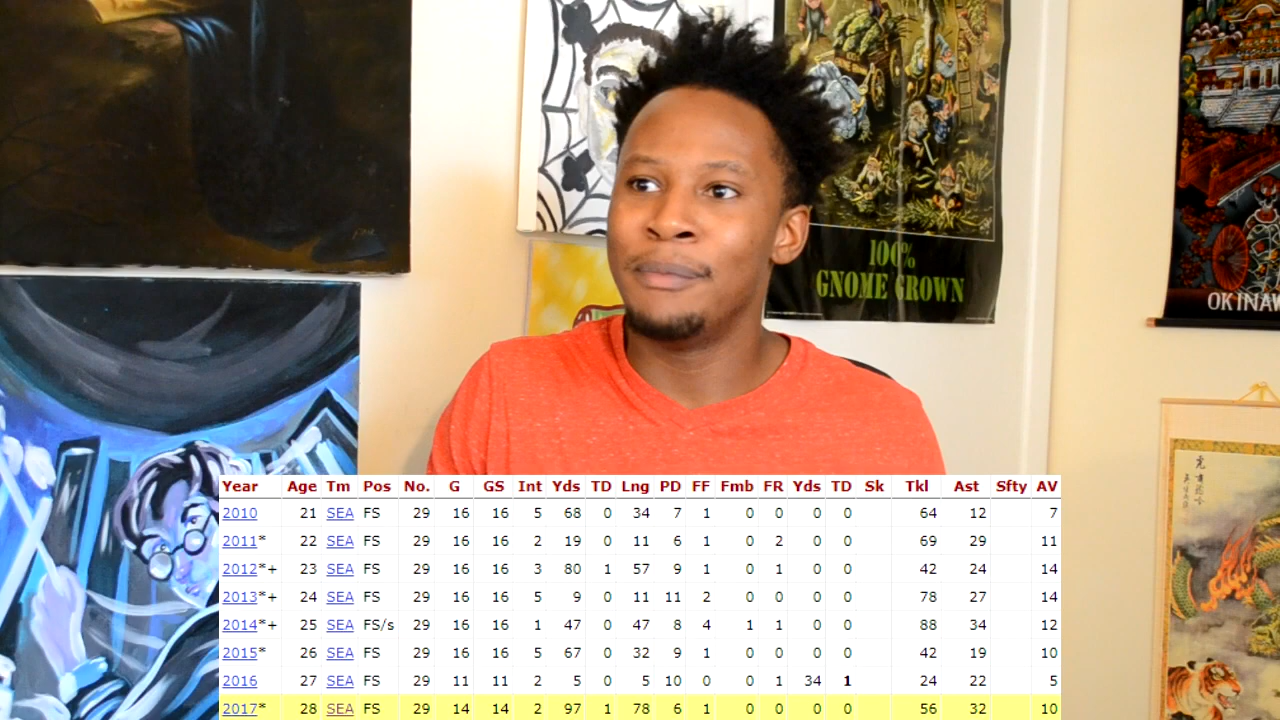 100%
GNOME GROWN
OKINAW
Year Age Tm Pos No. G GS Int Yds TD Lng PD FF Fmb FR Yds TD Sk Tkl Ast Sfty AV
2010 21 SEA FS 29 16 16 5 68 0 34 7 1 0 0 0 0 64 12 7
2011* 22 SEA FS 29 16 16 2 19 0 11 6 1 0 2 0 0 69 29 11
2012*+ 23 SEA FS 29 16 16 3 80 1 57 9 1 0 1 0 0 42 24 14
2013*+ 24 SEA FS 29 16 16 5 9 0 11 11 2 0 0 0 0 78 27 14
2014*+ 25 SEA FS/s 29 16 16 1 47 0 47 8 4 1 1 0 0 88 34 12
2015* 26 SEA FS 29 16 16 5 67 0 32 9 1 0 0 0 0 42 19 10
2016 27 SEA FS 29 11 11 2 5 0 5 10 0 0 1 34 1 24 22 5
2017* 28 SEA FS 29 14 14 2 97 1 78 6 1 0 0 0 0 56 32 10